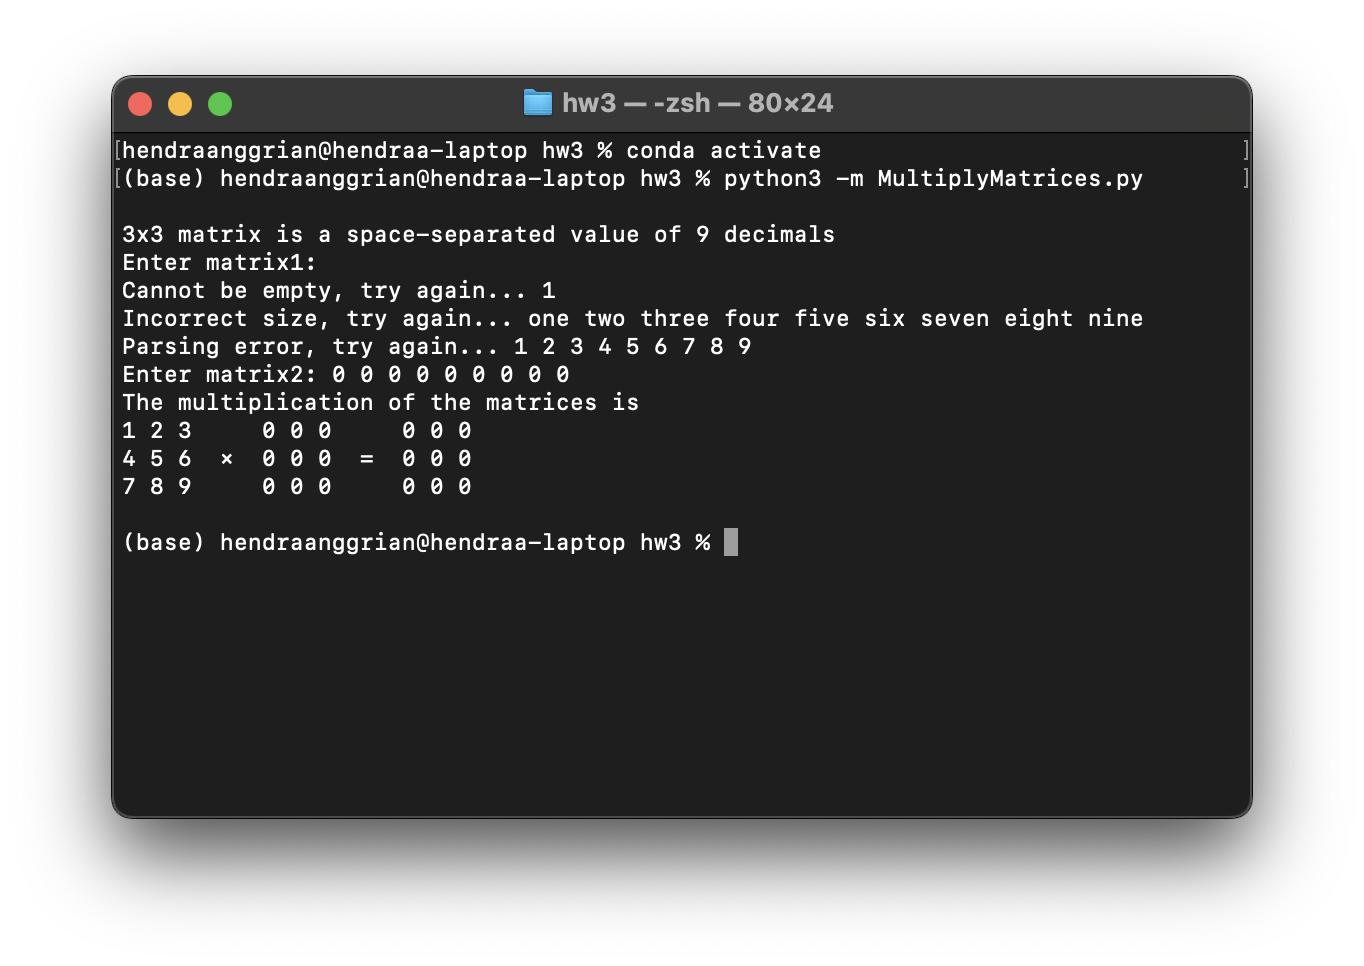 hw3 — -zsh — 80×24
[hendraanggrian@hendraa-laptop hw3 % conda activate ]
[(base) hendraanggrian@hendraa-laptop hw3 % python3 -m MultiplyMatrices.py ]
3x3 matrix is a space-separated value of 9 decimals
Enter matrix1:
Cannot be empty, try again... 1
Incorrect size, try again... one two three four five six seven eight nine
Parsing error, try again... 1 2 3 4 5 6 7 8 9
Enter matrix2: 0 0 0 0 0 0 0 0 0
The multiplication of the matrices is
1 2 3     0 0 0     0 0 0
4 5 6  ×  0 0 0  =  0 0 0
7 8 9     0 0 0     0 0 0
(base) hendraanggrian@hendraa-laptop hw3 %